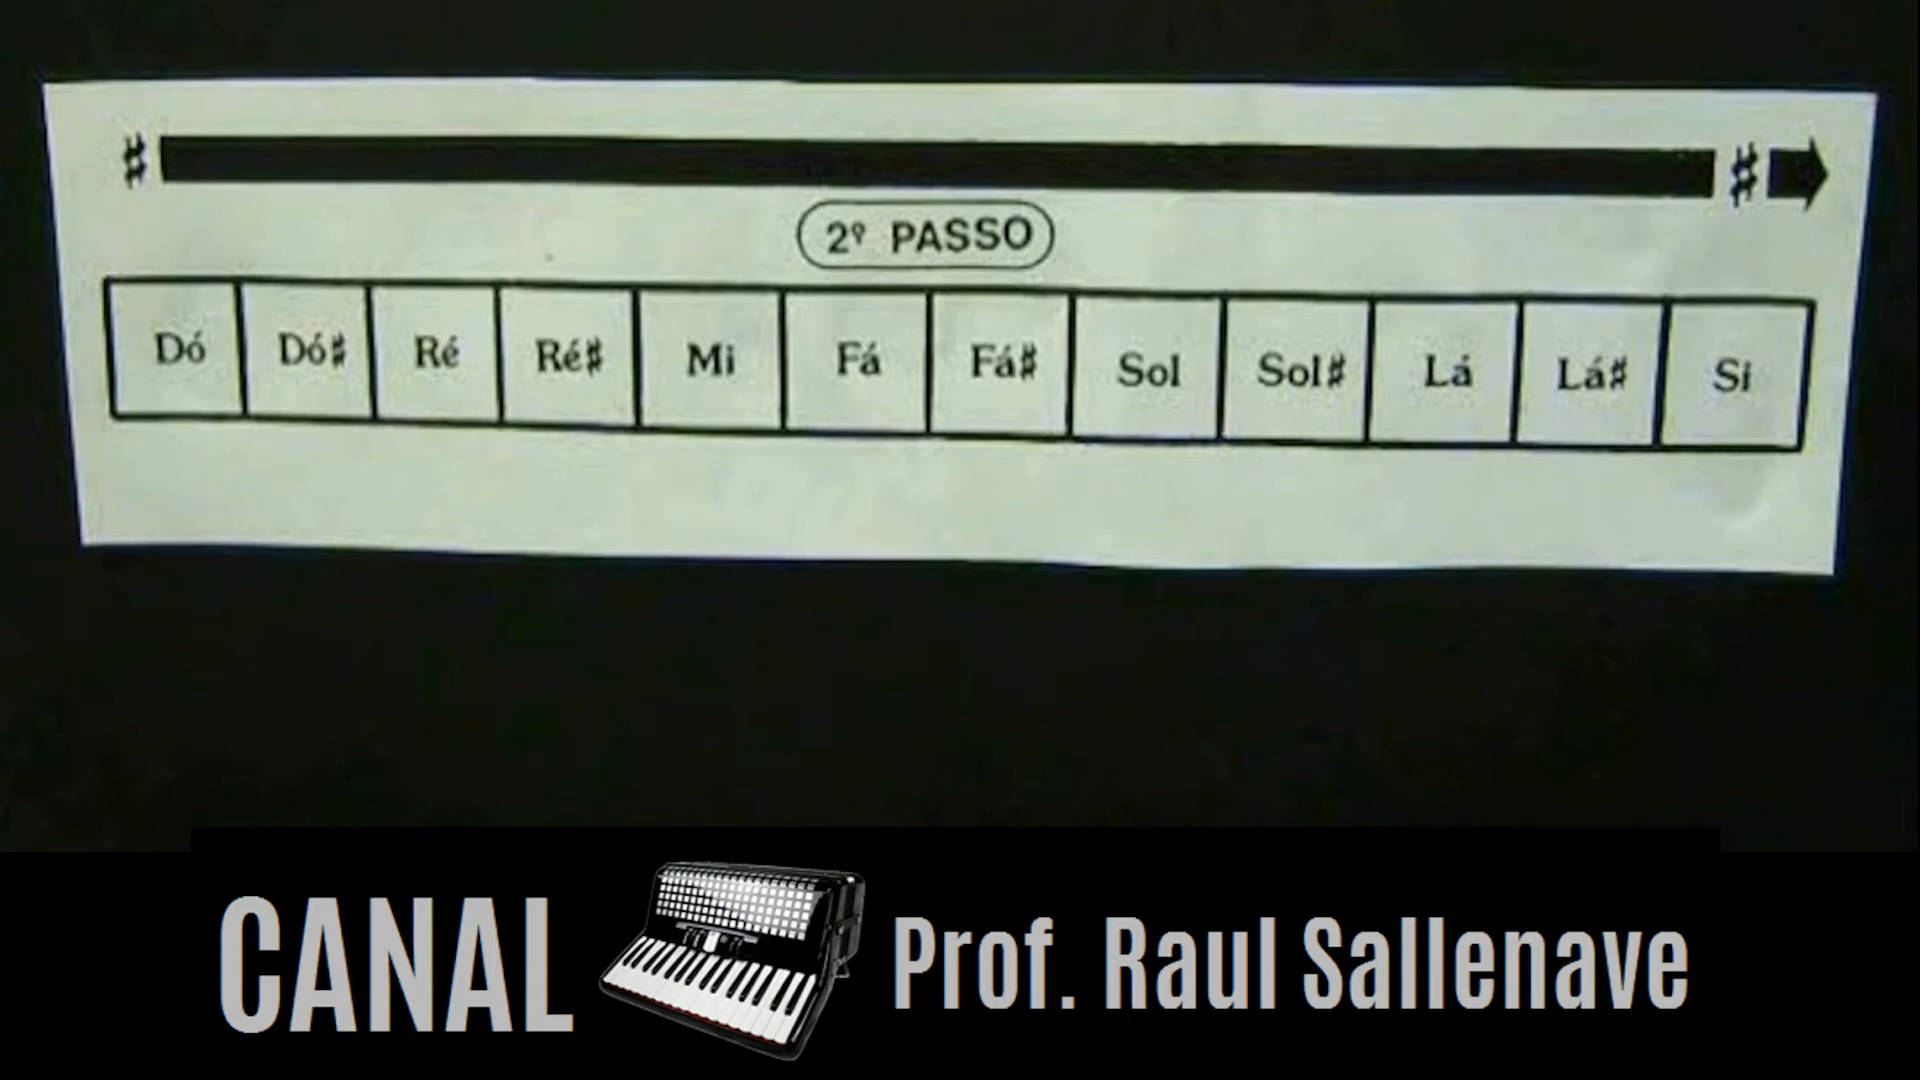 ♯ ♯
2º PASSO
Dó Dó♯ Ré Ré♯ Mi Fá Fá♯ Sol Sol♯ Lá Lá♯ Si
CANAL Prof. Raul Sallenave